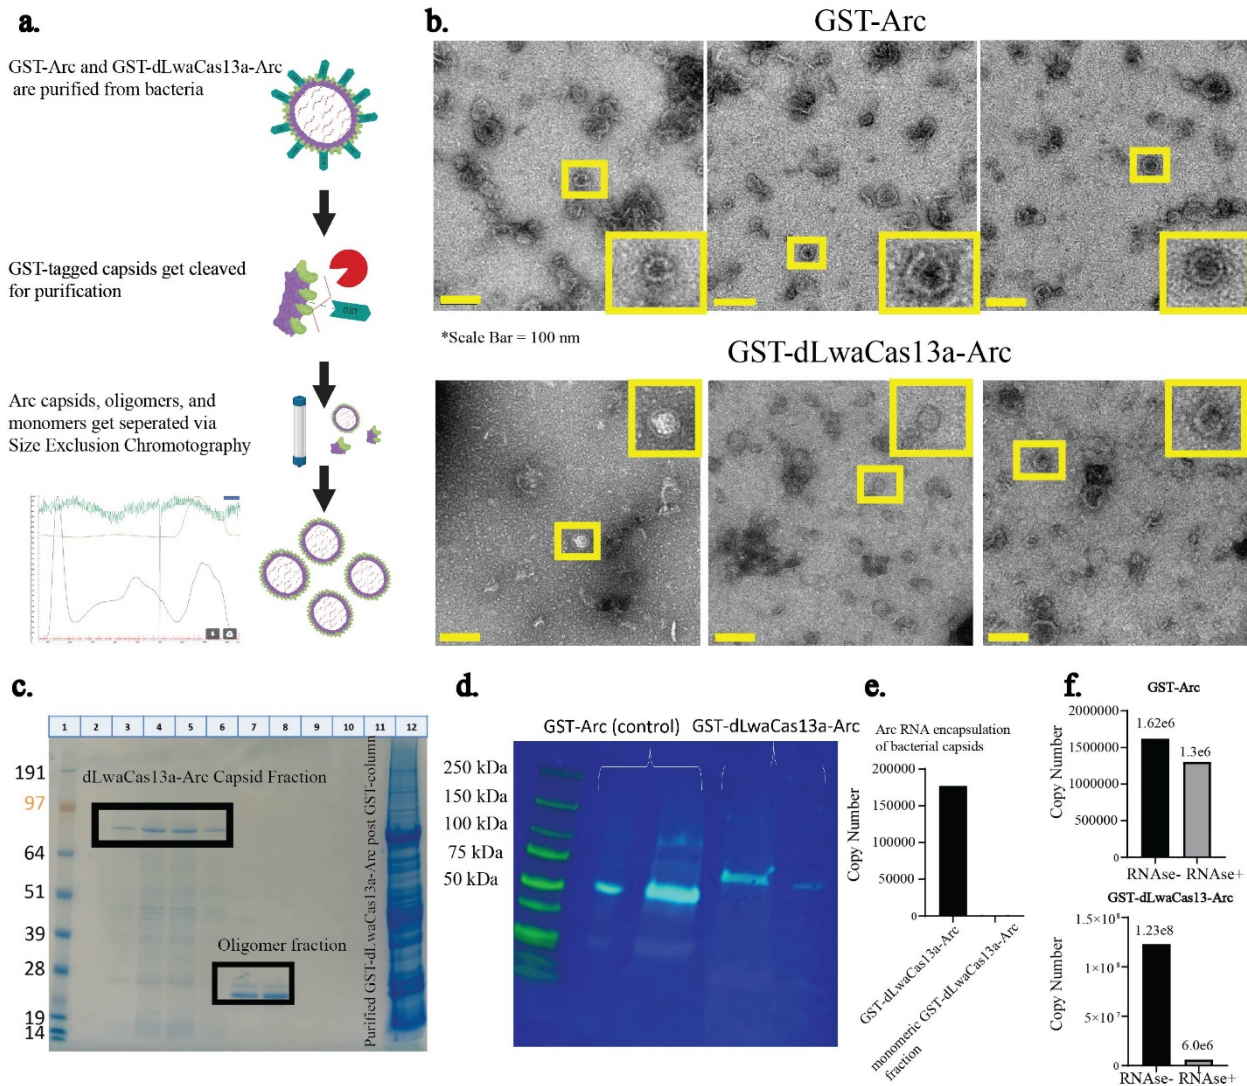 a.
GST-Arc and GST-dLwaCas13a-Arc
are purified from bacteria
GST-tagged capsids get cleaved
for purification
GST
Arc capsids, oligomers, and
monomers get seperated via
Size Exclusion Chromotography
b.
GST-Arc
*Scale Bar = 100 nm
GST-dLwaCas13a-Arc
c.
1 2 3 4 5 6 7 8 9 10 11 12
191
97
64
51
39
28
19
14
dLwaCas13a-Arc Capsid Fraction
Oligomer fraction
Purified GST-dLwaCas13a-Arc post GST-column
d.
GST-Arc (control) GST-dLwaCas13a-Arc
250 kDa
150 kDa
100 kDa
75 kDa
50 kDa
e.
Arc RNA encapsulation
of bacterial capsids
Copy Number
200000
150000
100000
50000
0
GST-dLwaCas13a-Arc
monomeric GST-dLwaCas13a-Arc
fraction
f.
GST-Arc
Copy Number
2000000
1500000
1000000
500000
0
1.62e6
1.3e6
RNAse- RNAse+
GST-dLwaCas13-Arc
Copy Number
1.5×10⁸
1×10⁸
5×10⁷
0
1.23e8
6.0e6
RNAse- RNAse+